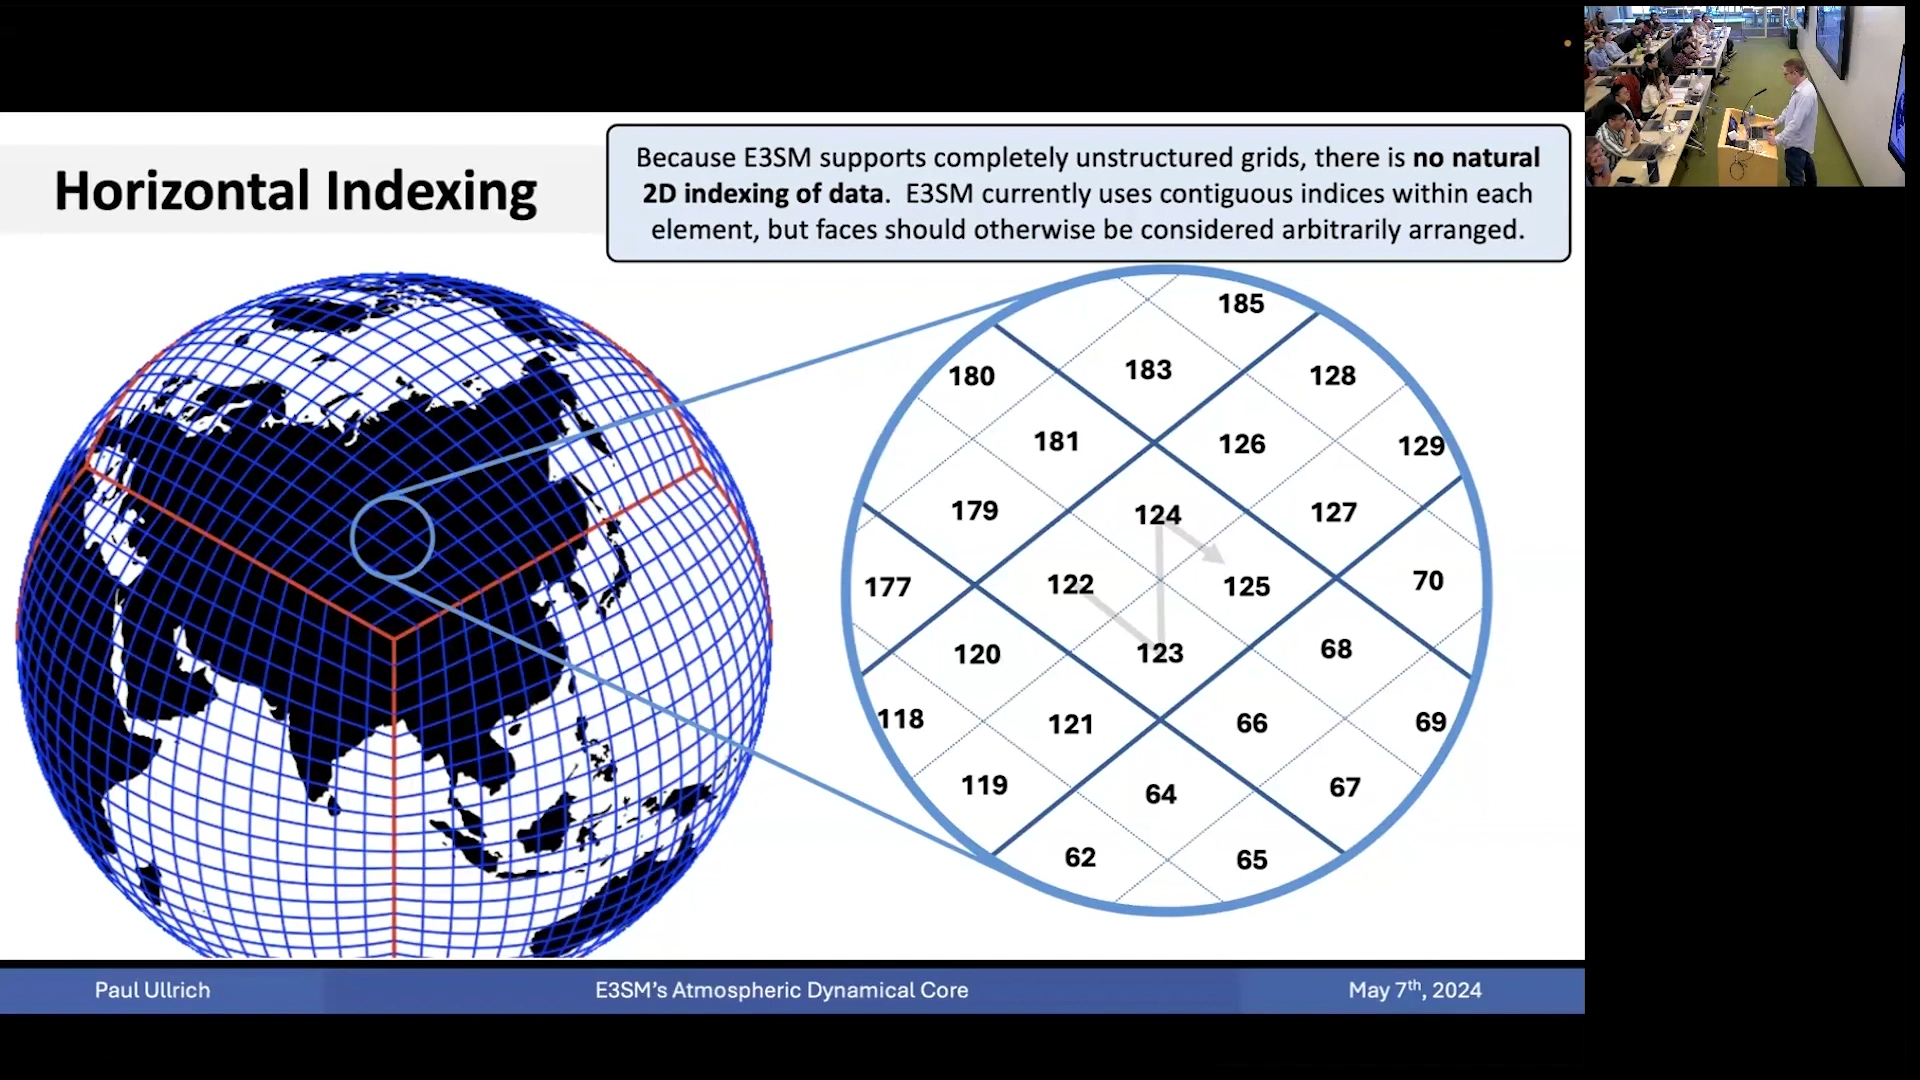 Horizontal Indexing
Because E3SM supports completely unstructured grids, there is no natural
2D indexing of data. E3SM currently uses contiguous indices within each
element, but faces should otherwise be considered arbitrarily arranged.
185
180 183 128
181 126 129
179 124 127
177 122 125 70
120 123 68
118 121 66 69
119 64 67
62 65
Paul Ullrich
E3SM's Atmospheric Dynamical Core
May 7th, 2024